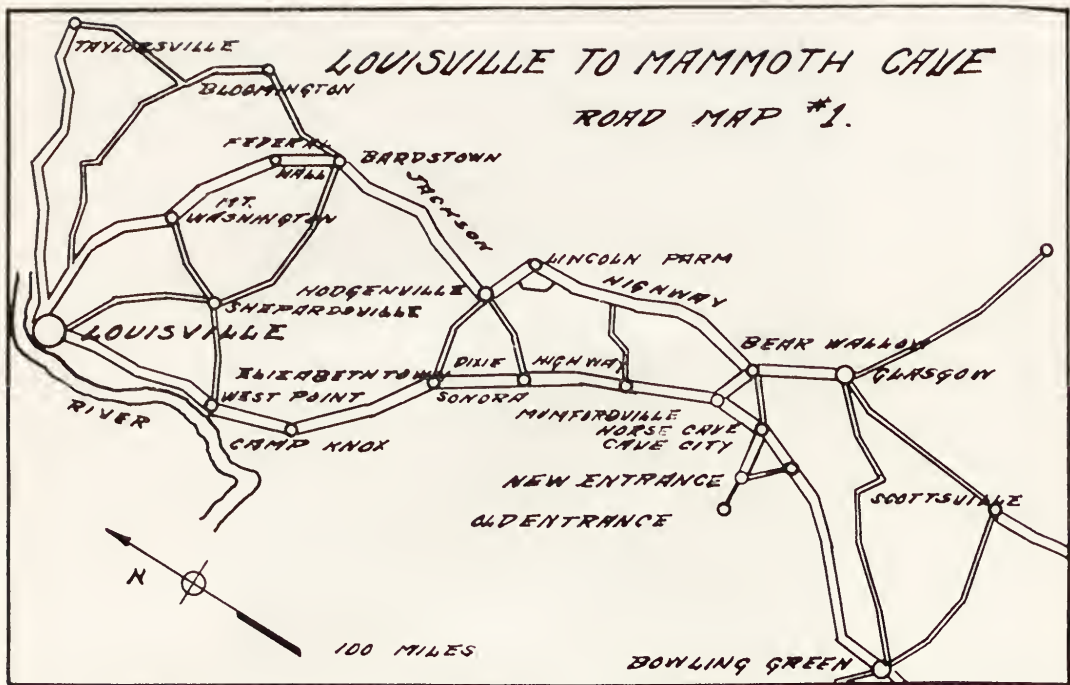 LOUISVILLE TO MAMMOTH CAVE
ROAD MAP #1.
TAYLORSVILLE
BLOOMINGTON
FEDERAL
HALL
BARDSTOWN
MT.
WASHINGTON
JACKSON
HIGHWAY
LINCOLN FARM
HODGENVILLE
SHEPARDSVILLE
LOUISVILLE
BEAR WALLOW
GLASGOW
ELIZABETHTOWN
DIXIE HIGHWAY
WEST POINT
SONORA
RIVER
CAMP KNOX
MUMFORDVILLE
HORSE CAVE
CAVE CITY
NEW ENTRANCE
OLD ENTRANCE
SCOTTSVILLE
N
100 MILES
BOWLING GREEN